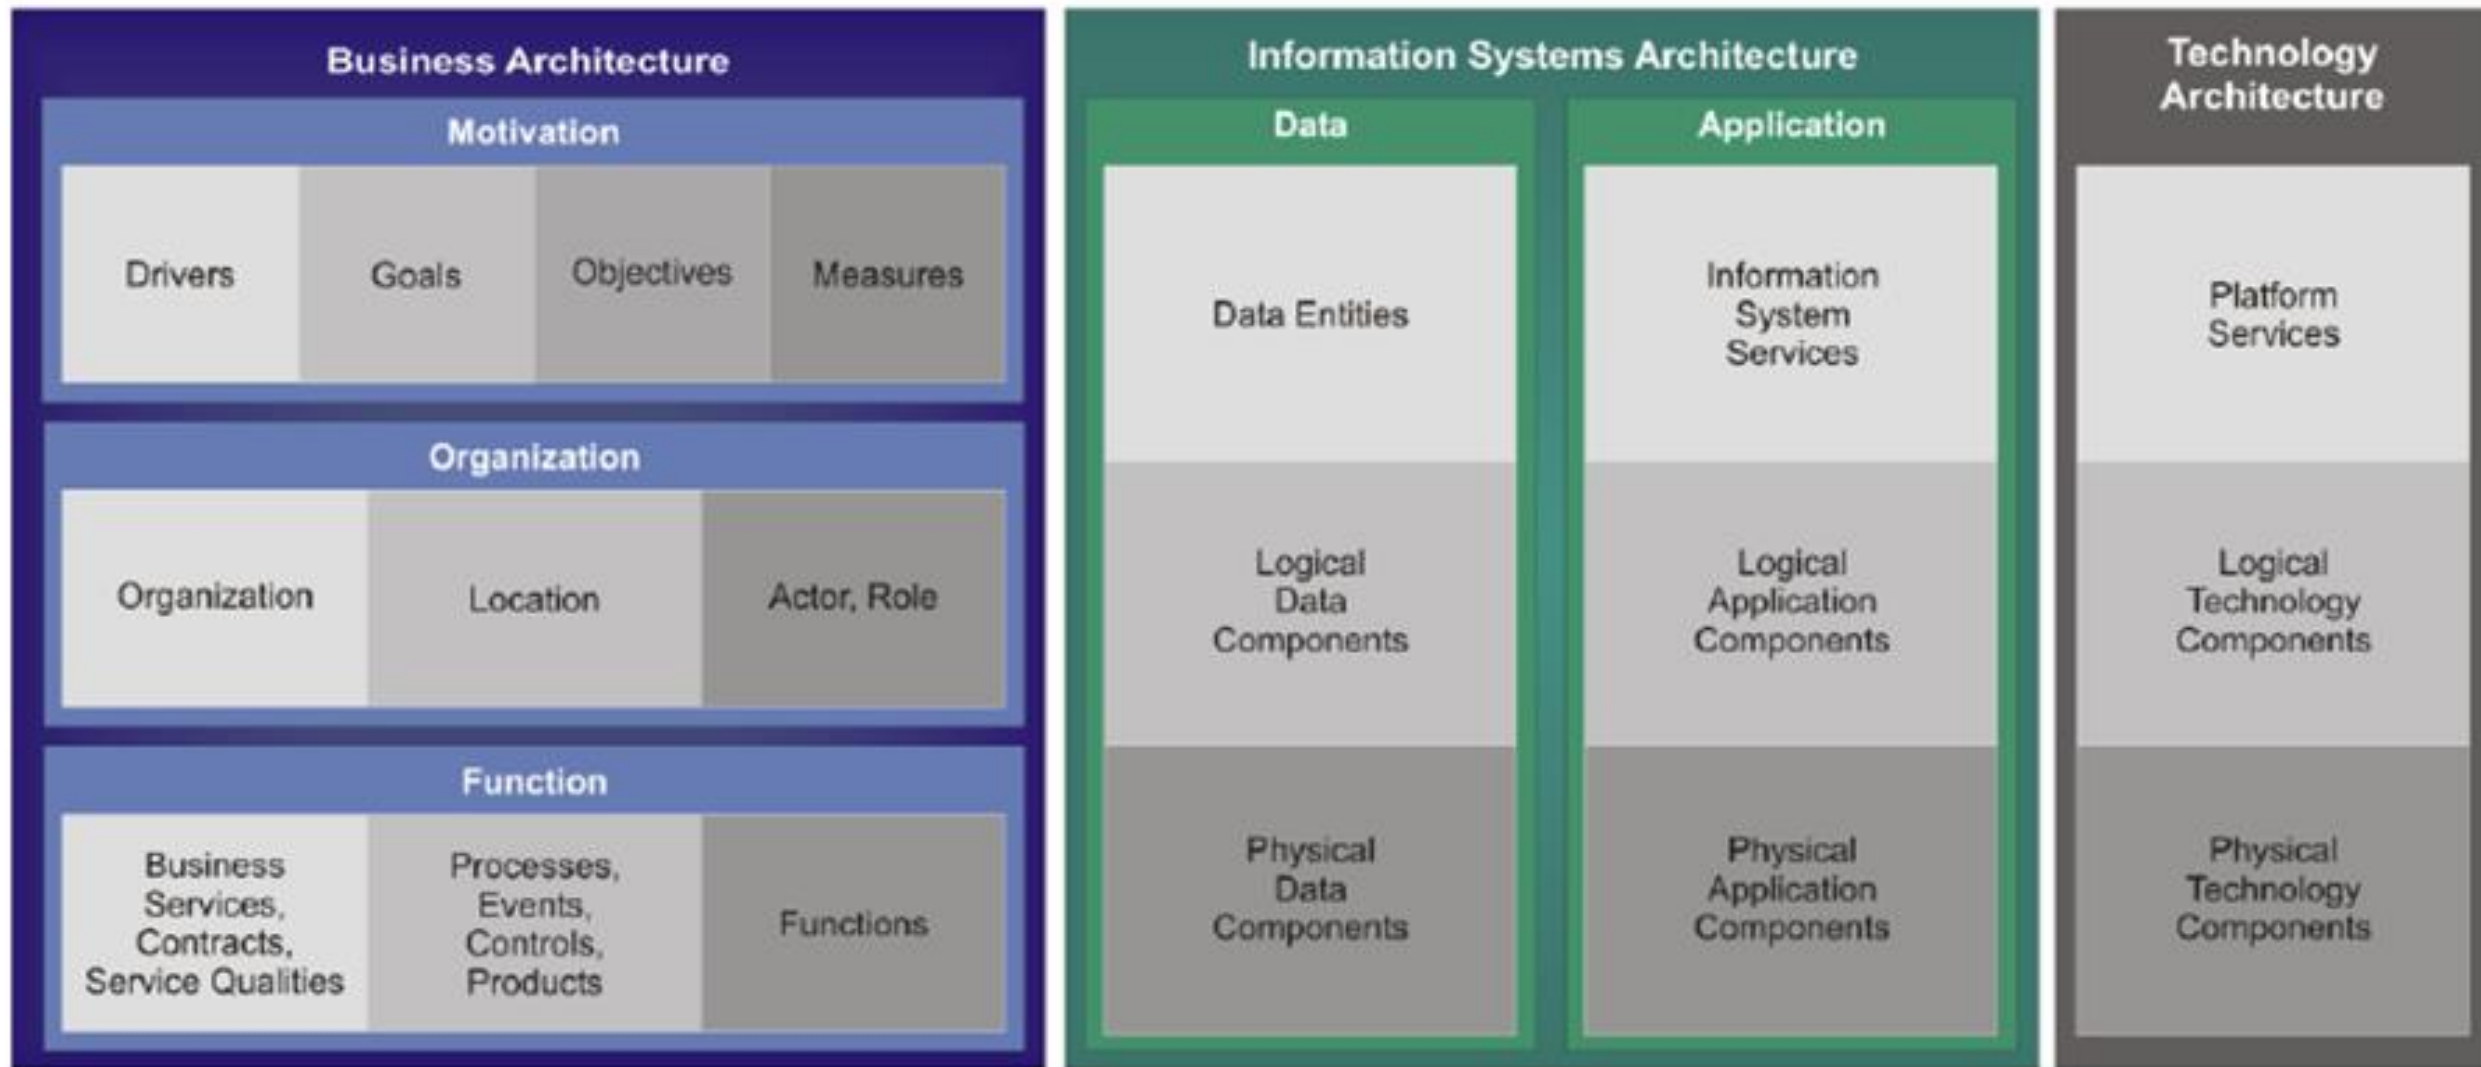 Business Architecture
Motivation
Drivers
Goals
Objectives
Measures
Organization
Organization
Location
Actor, Role
Function
Business
Services,
Contracts,
Service Qualities
Processes,
Events,
Controls,
Products
Functions
Information Systems Architecture
Data
Data Entities
Logical
Data
Components
Physical
Data
Components
Application
Information
System
Services
Logical
Application
Components
Physical
Application
Components
Technology
Architecture
Platform
Services
Logical
Technology
Components
Physical
Technology
Components